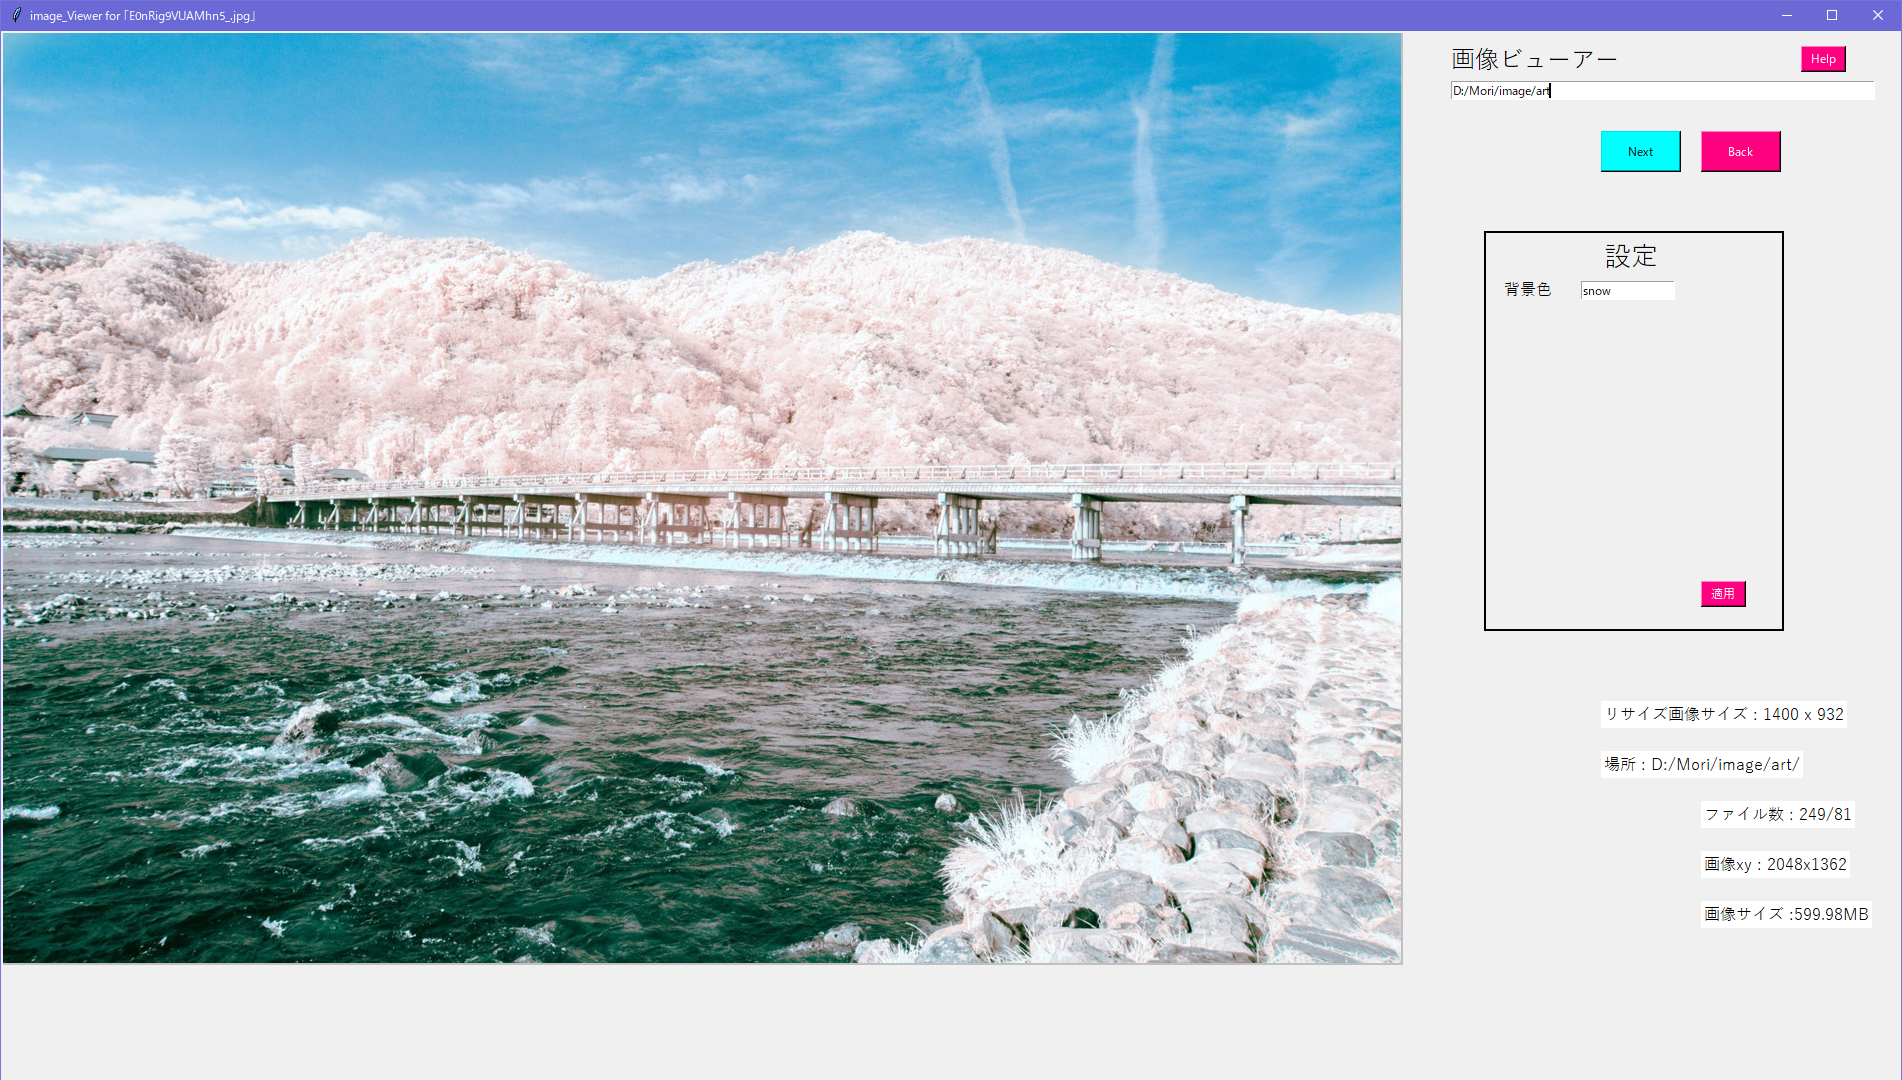 image_Viewer for 「E0nRig9VUAMhn5_.jpg」
画像ビューアー
Help
D:/Mori/image/art
Next
Back
設定
背景色
snow
適用
リサイズ画像サイズ : 1400 x 932
場所 : D:/Mori/image/art/
ファイル数 : 249/81
画像xy : 2048x1362
画像サイズ :599.98MB